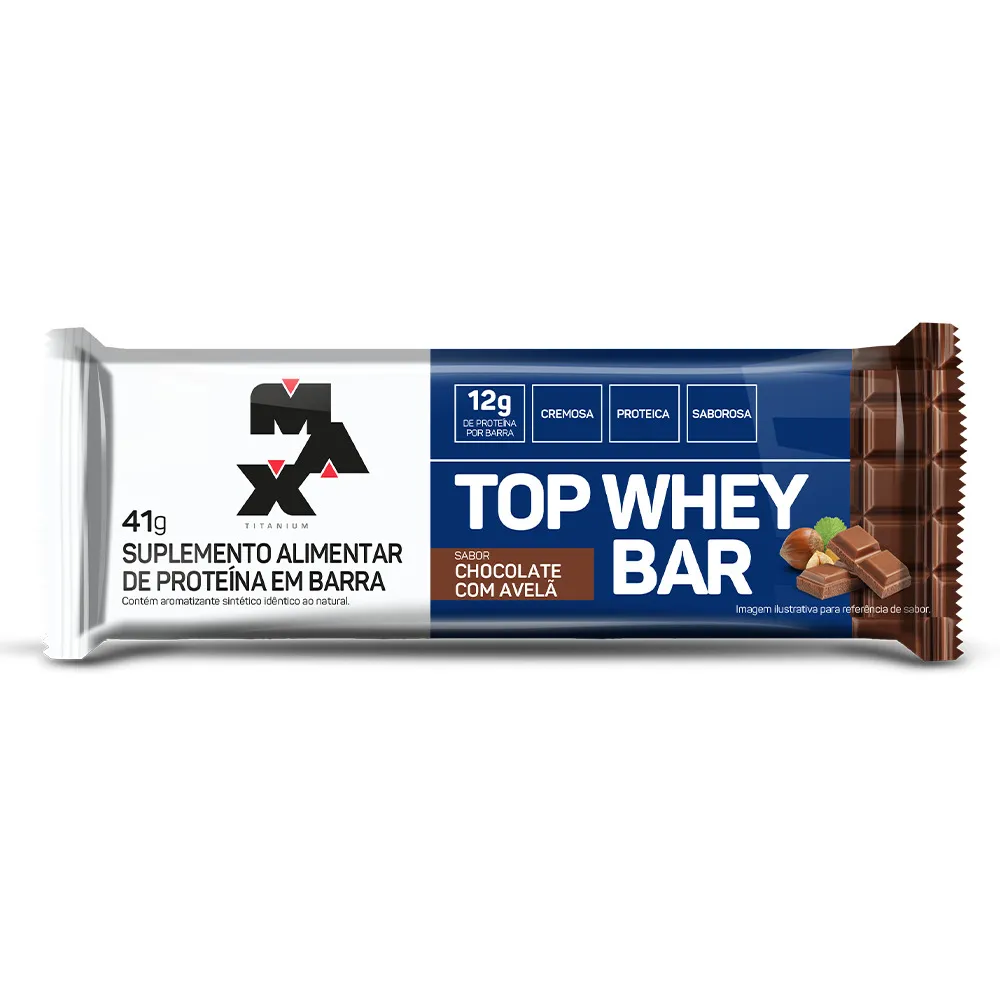 MAX
TITANIUM
41g
SUPLEMENTO ALIMENTAR
DE PROTEÍNA EM BARRA
Contém aromatizante sintético idêntico ao natural.
12g
DE PROTEÍNA
POR BARRA
CREMOSA
PROTEICA
SABOROSA
TOP WHEY
BAR
SABOR
CHOCOLATE
COM AVELÃ
Imagem ilustrativa para referência de sabor.